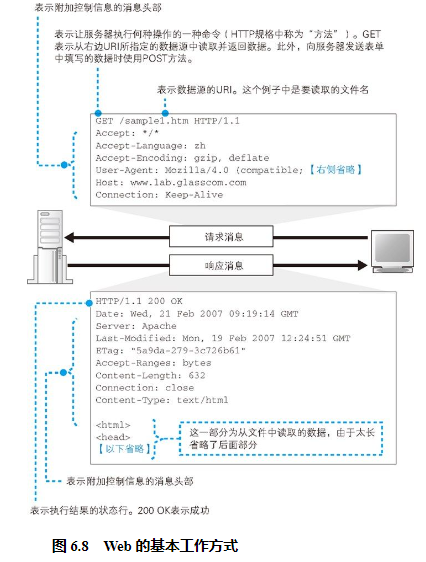 表示附加控制信息的消息头部
表示让服务器执行何种操作的一种命令（HTTP规格中称为“方法”）。GET
表示从右边URI所指定的数据源中读取并返回数据。此外，向服务器发送表单
中填写的数据时使用POST方法。
表示数据源的URI。这个例子中是要读取的文件名
GET /sample1.htm HTTP/1.1
Accept: */*
Accept-Language: zh
Accept-Encoding: gzip, deflate
User-Agent: Mozilla/4.0 (compatible; 【右侧省略】
Host: www.lab.glasscom.com
Connection: Keep-Alive
请求消息
响应消息
HTTP/1.1 200 OK
Date: Wed, 21 Feb 2007 09:19:14 GMT
Server: Apache
Last-Modified: Mon, 19 Feb 2007 12:24:51 GMT
ETag: "5a9da-279-3c726b61"
Accept-Ranges: bytes
Content-Length: 632
Connection: close
Content-Type: text/html
<html>
<head>
【以下省略】
这一部分为从文件中读取的数据，由于太长
省略了后面部分
表示附加控制信息的消息头部
表示执行结果的状态行。200 OK表示成功
图 6.8 Web 的基本工作方式